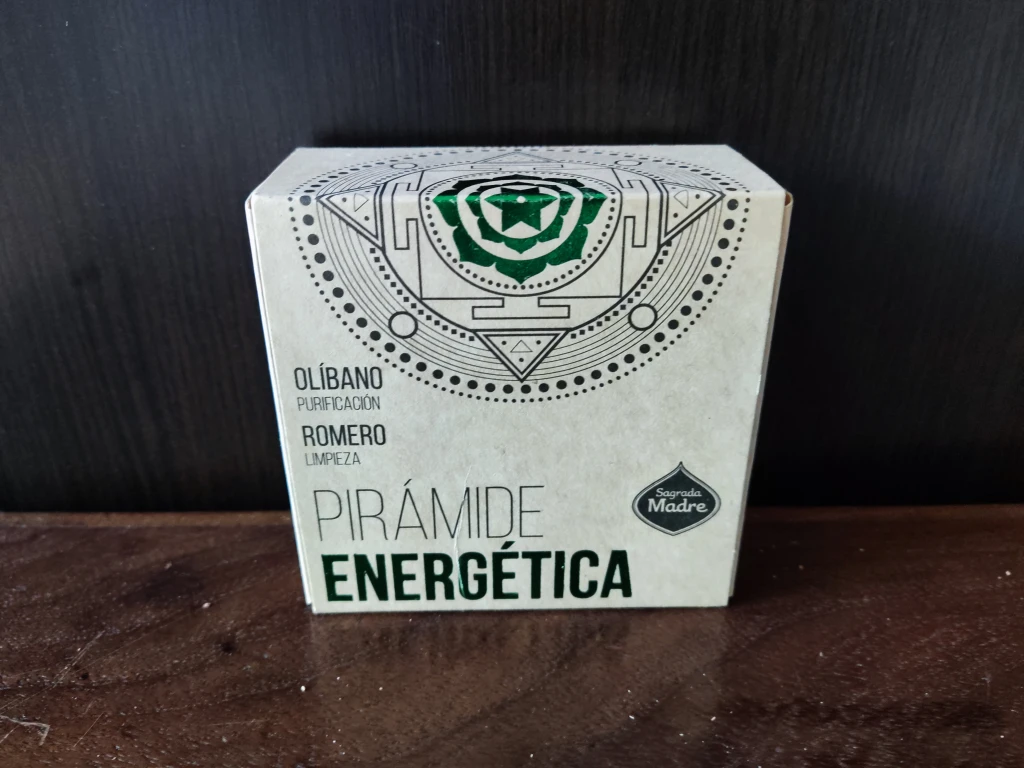 OLÍBANO
PURIFICACIÓN
ROMERO
LIMPIEZA
PIRÁMIDE
ENERGÉTICA
Sagrada
Madre